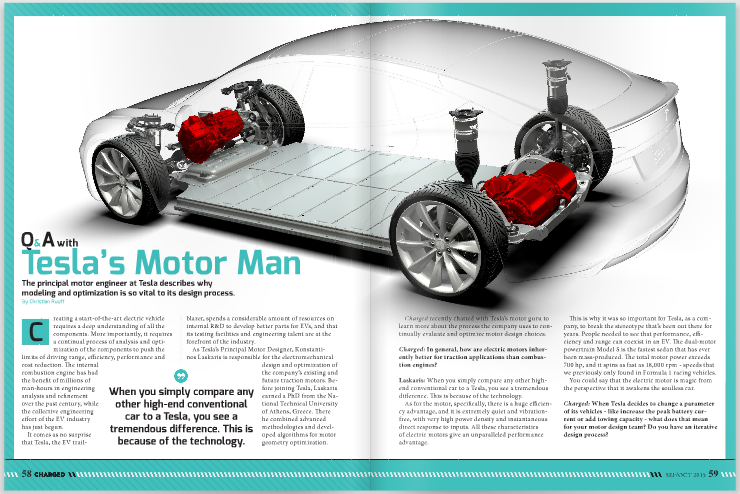 Q&A with
Tesla's Motor Man
The principal motor engineer at Tesla describes why
modeling and optimization is so vital to its design process.
By Christian Ruoff
C
reating a start-of-the-art electric vehicle
requires a deep understanding of all the
components. More importantly, it requires
a continual process of analysis and opti-
mization of the components to push the
limits of driving range, efficiency, performance and
cost reduction. The internal
combustion engine has had
the benefit of millions of
man-hours in engineering
analysis and refinement
over the past century, while
the collective engineering
effort of the EV industry
has just begun.
It comes as no surprise
that Tesla, the EV trail-
blazer, spends a considerable amount of resources on
internal R&D to develop better parts for EVs, and that
its testing facilities and engineering talent are at the
forefront of the industry.
As Tesla's Principal Motor Designer, Konstanti-
nos Laskaris is responsible for the electromechanical
design and optimization of
the company's existing and
future traction motors. Be-
fore joining Tesla, Laskaris
earned a PhD from the Na-
tional Technical University
of Athens, Greece. There
he combined advanced
methodologies and devel-
oped algorithms for motor
geometry optimization.
When you simply compare any
other high-end conventional
car to a Tesla, you see a
tremendous difference. This is
because of the technology.
Charged recently chatted with Tesla's motor guru to
learn more about the process the company uses to con-
tinually evaluate and optimize motor design choices.
Charged: In general, how are electric motors inher-
ently better for traction applications than combus-
tion engines?
Laskaris: When you simply compare any other high-
end conventional car to a Tesla, you see a tremendous
difference. This is because of the technology.
As for the motor, specifically, there is a huge efficien-
cy advantage, and it is extremely quiet and vibration-
free, with very high power density and instantaneous
direct response to inputs. All these characteristics
of electric motors give an unparalleled performance
advantage.
This is why it was so important for Tesla, as a com-
pany, to break the stereotype that's been out there for
years. People needed to see that performance, effi-
ciency and range can coexist in an EV. The dual-motor
powertrain Model S is the fastest sedan that has ever
been mass-produced. The total motor power exceeds
700 hp, and it spins as fast as 18,000 rpm - speeds that
we previously only found in Formula 1 racing vehicles.
You could say that the electric motor is magic from
the perspective that it awakens the soulless car.
Charged: When Tesla decides to change a parameter
of its vehicles - like increase the peak battery cur-
rent or add towing capacity - what does that mean
for your motor design team? Do you have an iterative
design process?
58 CHARGED
2015 59